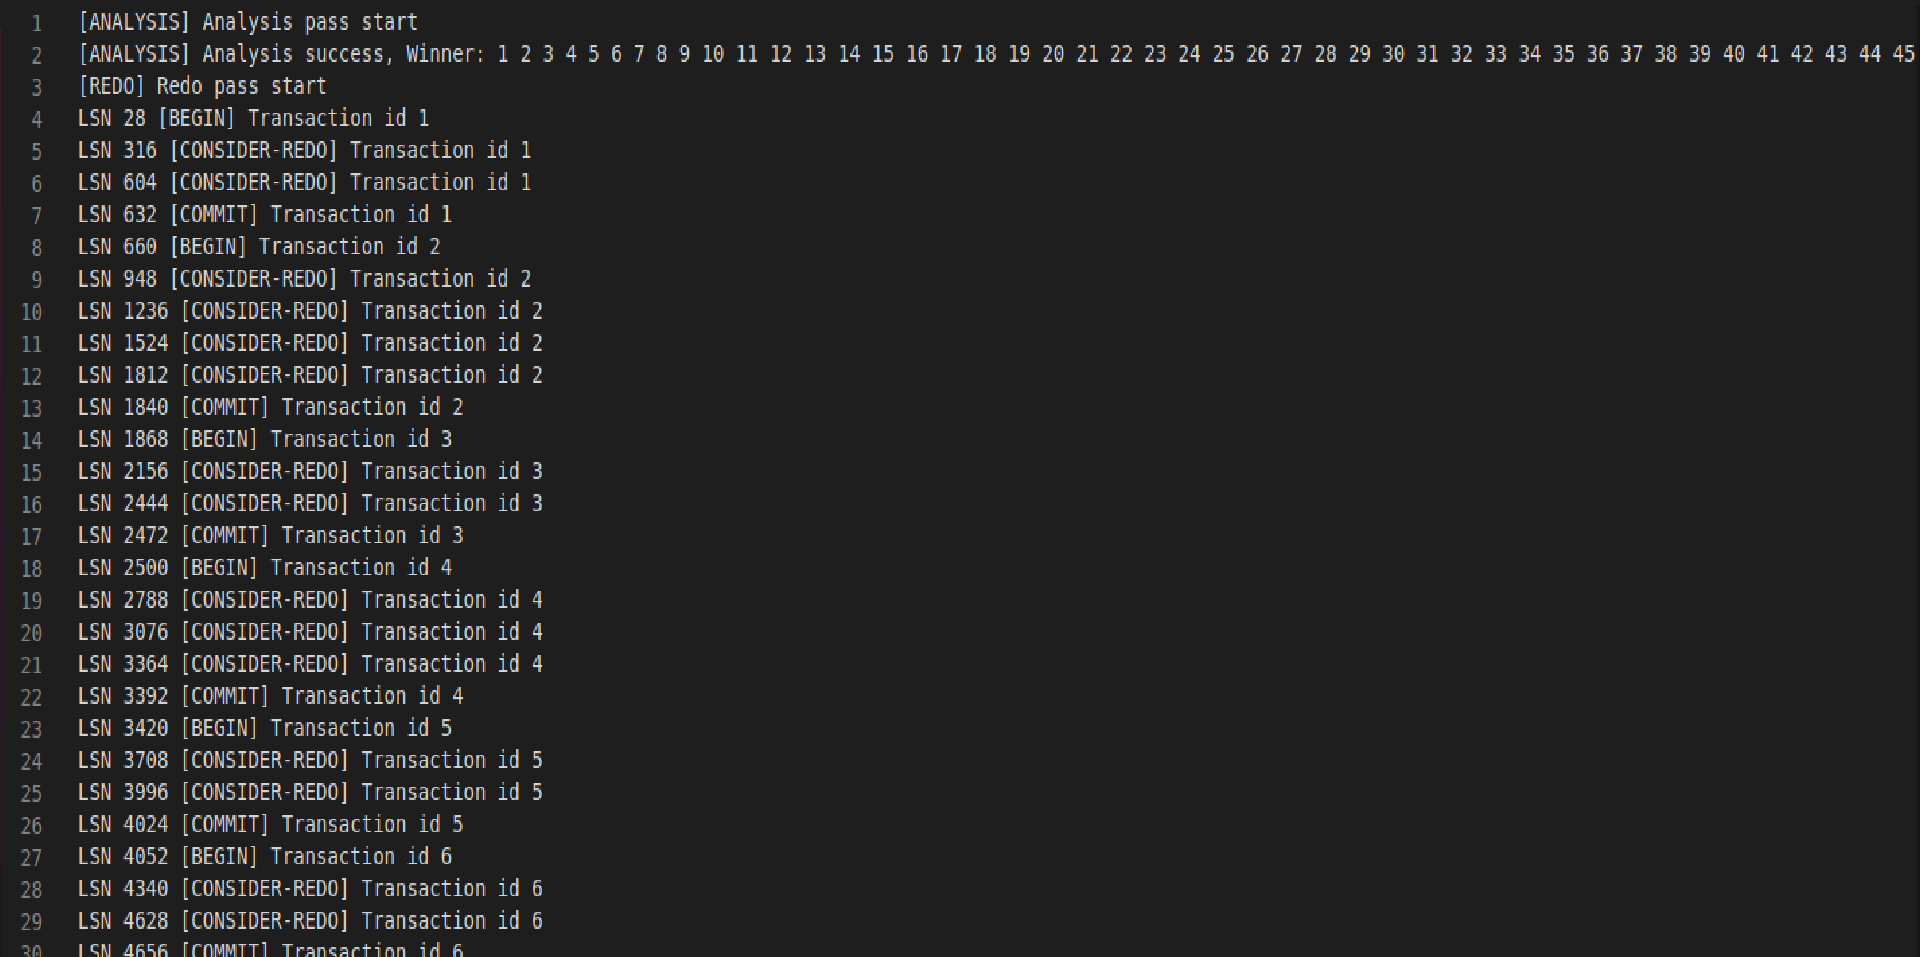 1 [ANALYSIS] Analysis pass start
2 [ANALYSIS] Analysis success, Winner: 1 2 3 4 5 6 7 8 9 10 11 12 13 14 15 16 17 18 19 20 21 22 23 24 25 26 27 28 29 30 31 32 33 34 35 36 37 38 39 40 41 42 43 44 45
3 [REDO] Redo pass start
4 LSN 28 [BEGIN] Transaction id 1
5 LSN 316 [CONSIDER-REDO] Transaction id 1
6 LSN 604 [CONSIDER-REDO] Transaction id 1
7 LSN 632 [COMMIT] Transaction id 1
8 LSN 660 [BEGIN] Transaction id 2
9 LSN 948 [CONSIDER-REDO] Transaction id 2
10 LSN 1236 [CONSIDER-REDO] Transaction id 2
11 LSN 1524 [CONSIDER-REDO] Transaction id 2
12 LSN 1812 [CONSIDER-REDO] Transaction id 2
13 LSN 1840 [COMMIT] Transaction id 2
14 LSN 1868 [BEGIN] Transaction id 3
15 LSN 2156 [CONSIDER-REDO] Transaction id 3
16 LSN 2444 [CONSIDER-REDO] Transaction id 3
17 LSN 2472 [COMMIT] Transaction id 3
18 LSN 2500 [BEGIN] Transaction id 4
19 LSN 2788 [CONSIDER-REDO] Transaction id 4
20 LSN 3076 [CONSIDER-REDO] Transaction id 4
21 LSN 3364 [CONSIDER-REDO] Transaction id 4
22 LSN 3392 [COMMIT] Transaction id 4
23 LSN 3420 [BEGIN] Transaction id 5
24 LSN 3708 [CONSIDER-REDO] Transaction id 5
25 LSN 3996 [CONSIDER-REDO] Transaction id 5
26 LSN 4024 [COMMIT] Transaction id 5
27 LSN 4052 [BEGIN] Transaction id 6
28 LSN 4340 [CONSIDER-REDO] Transaction id 6
29 LSN 4628 [CONSIDER-REDO] Transaction id 6
30 LSN 4656 [COMMIT] Transaction id 6